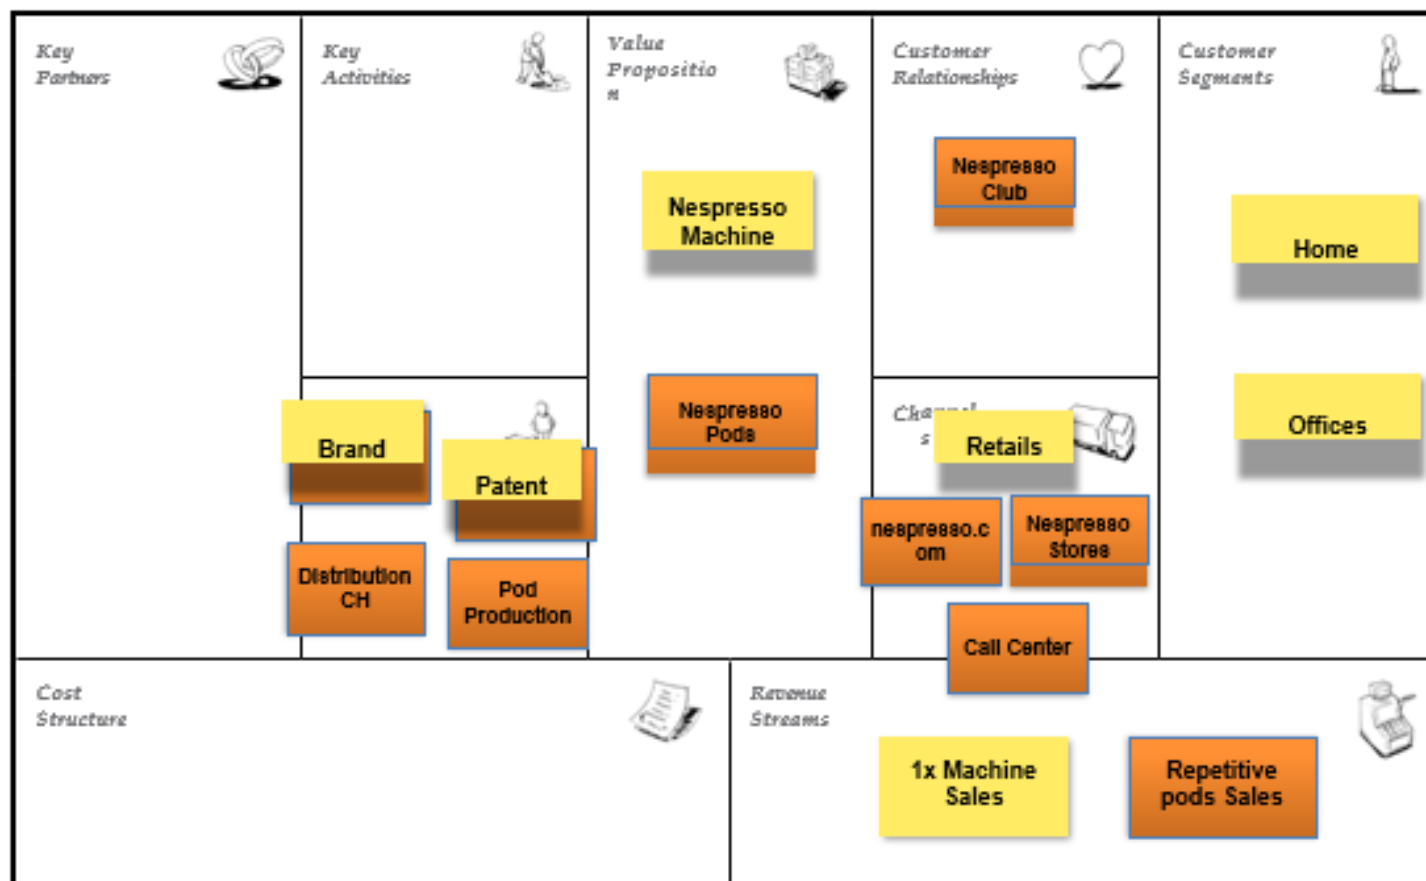 Key
Partners
Key
Activities
Value
Propositio
n
Customer
Relationships
Customer
Segments
Nespresso
Club
Nespresso
Machine
Home
Nespresso
Pods
Channel
s
Retails
Offices
Brand
Patent
nespresso.c
om
Nespresso
Stores
Distribution
CH
Pod
Production
Call Center
Cost
Structure
Revenue
Streams
1x Machine
Sales
Repetitive
pods Sales